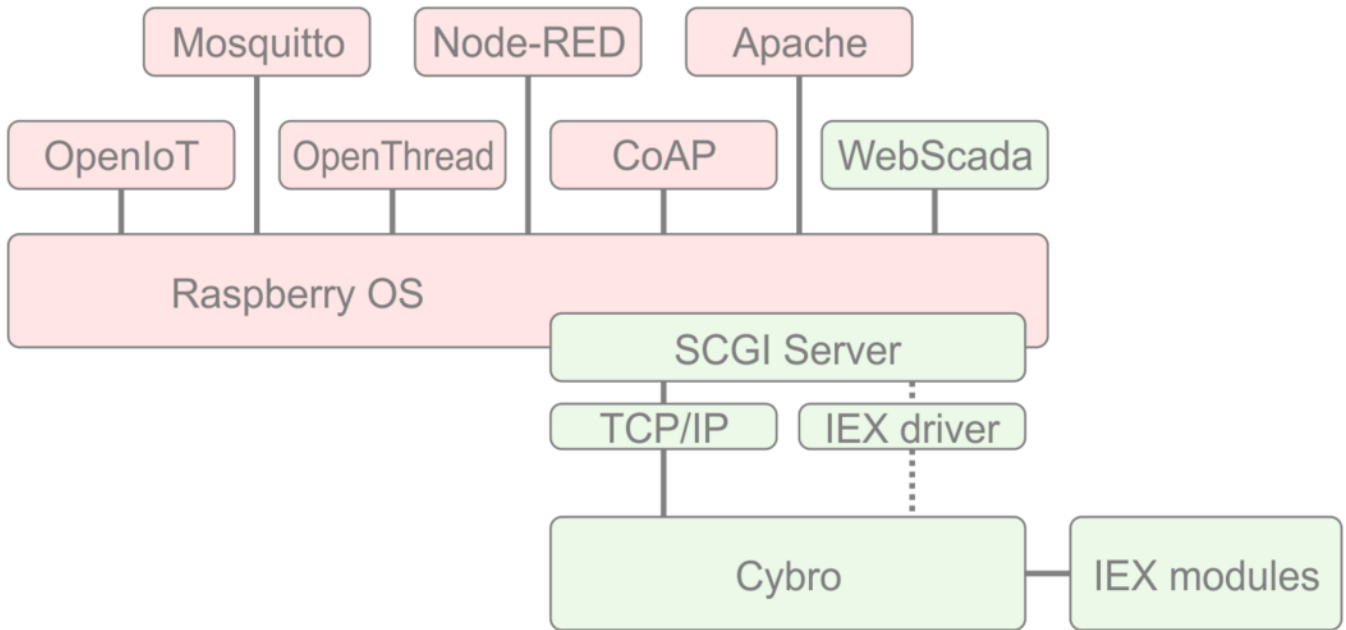 Mosquitto
Node-RED
Apache
OpenIoT
OpenThread
CoAP
WebScada
Raspberry OS
SCGI Server
TCP/IP
IEX driver
Cybro
IEX modules